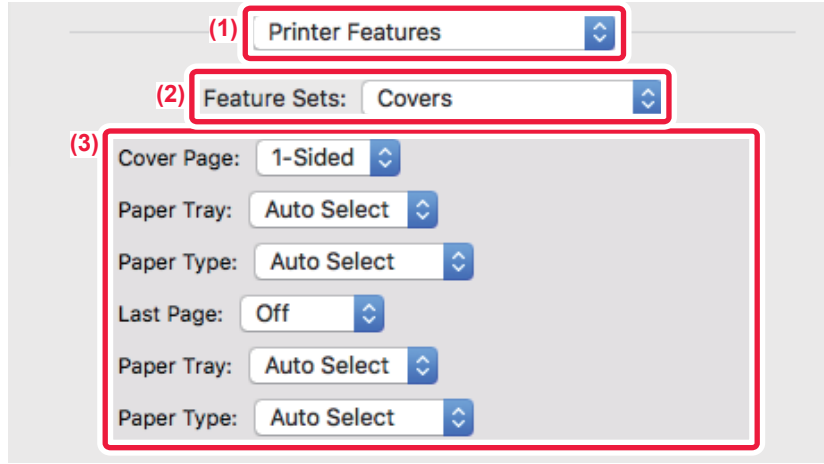 (1) Printer Features
(2) Feature Sets: Covers
(3)
Cover Page: 1-Sided
Paper Tray: Auto Select
Paper Type: Auto Select
Last Page: Off
Paper Tray: Auto Select
Paper Type: Auto Select